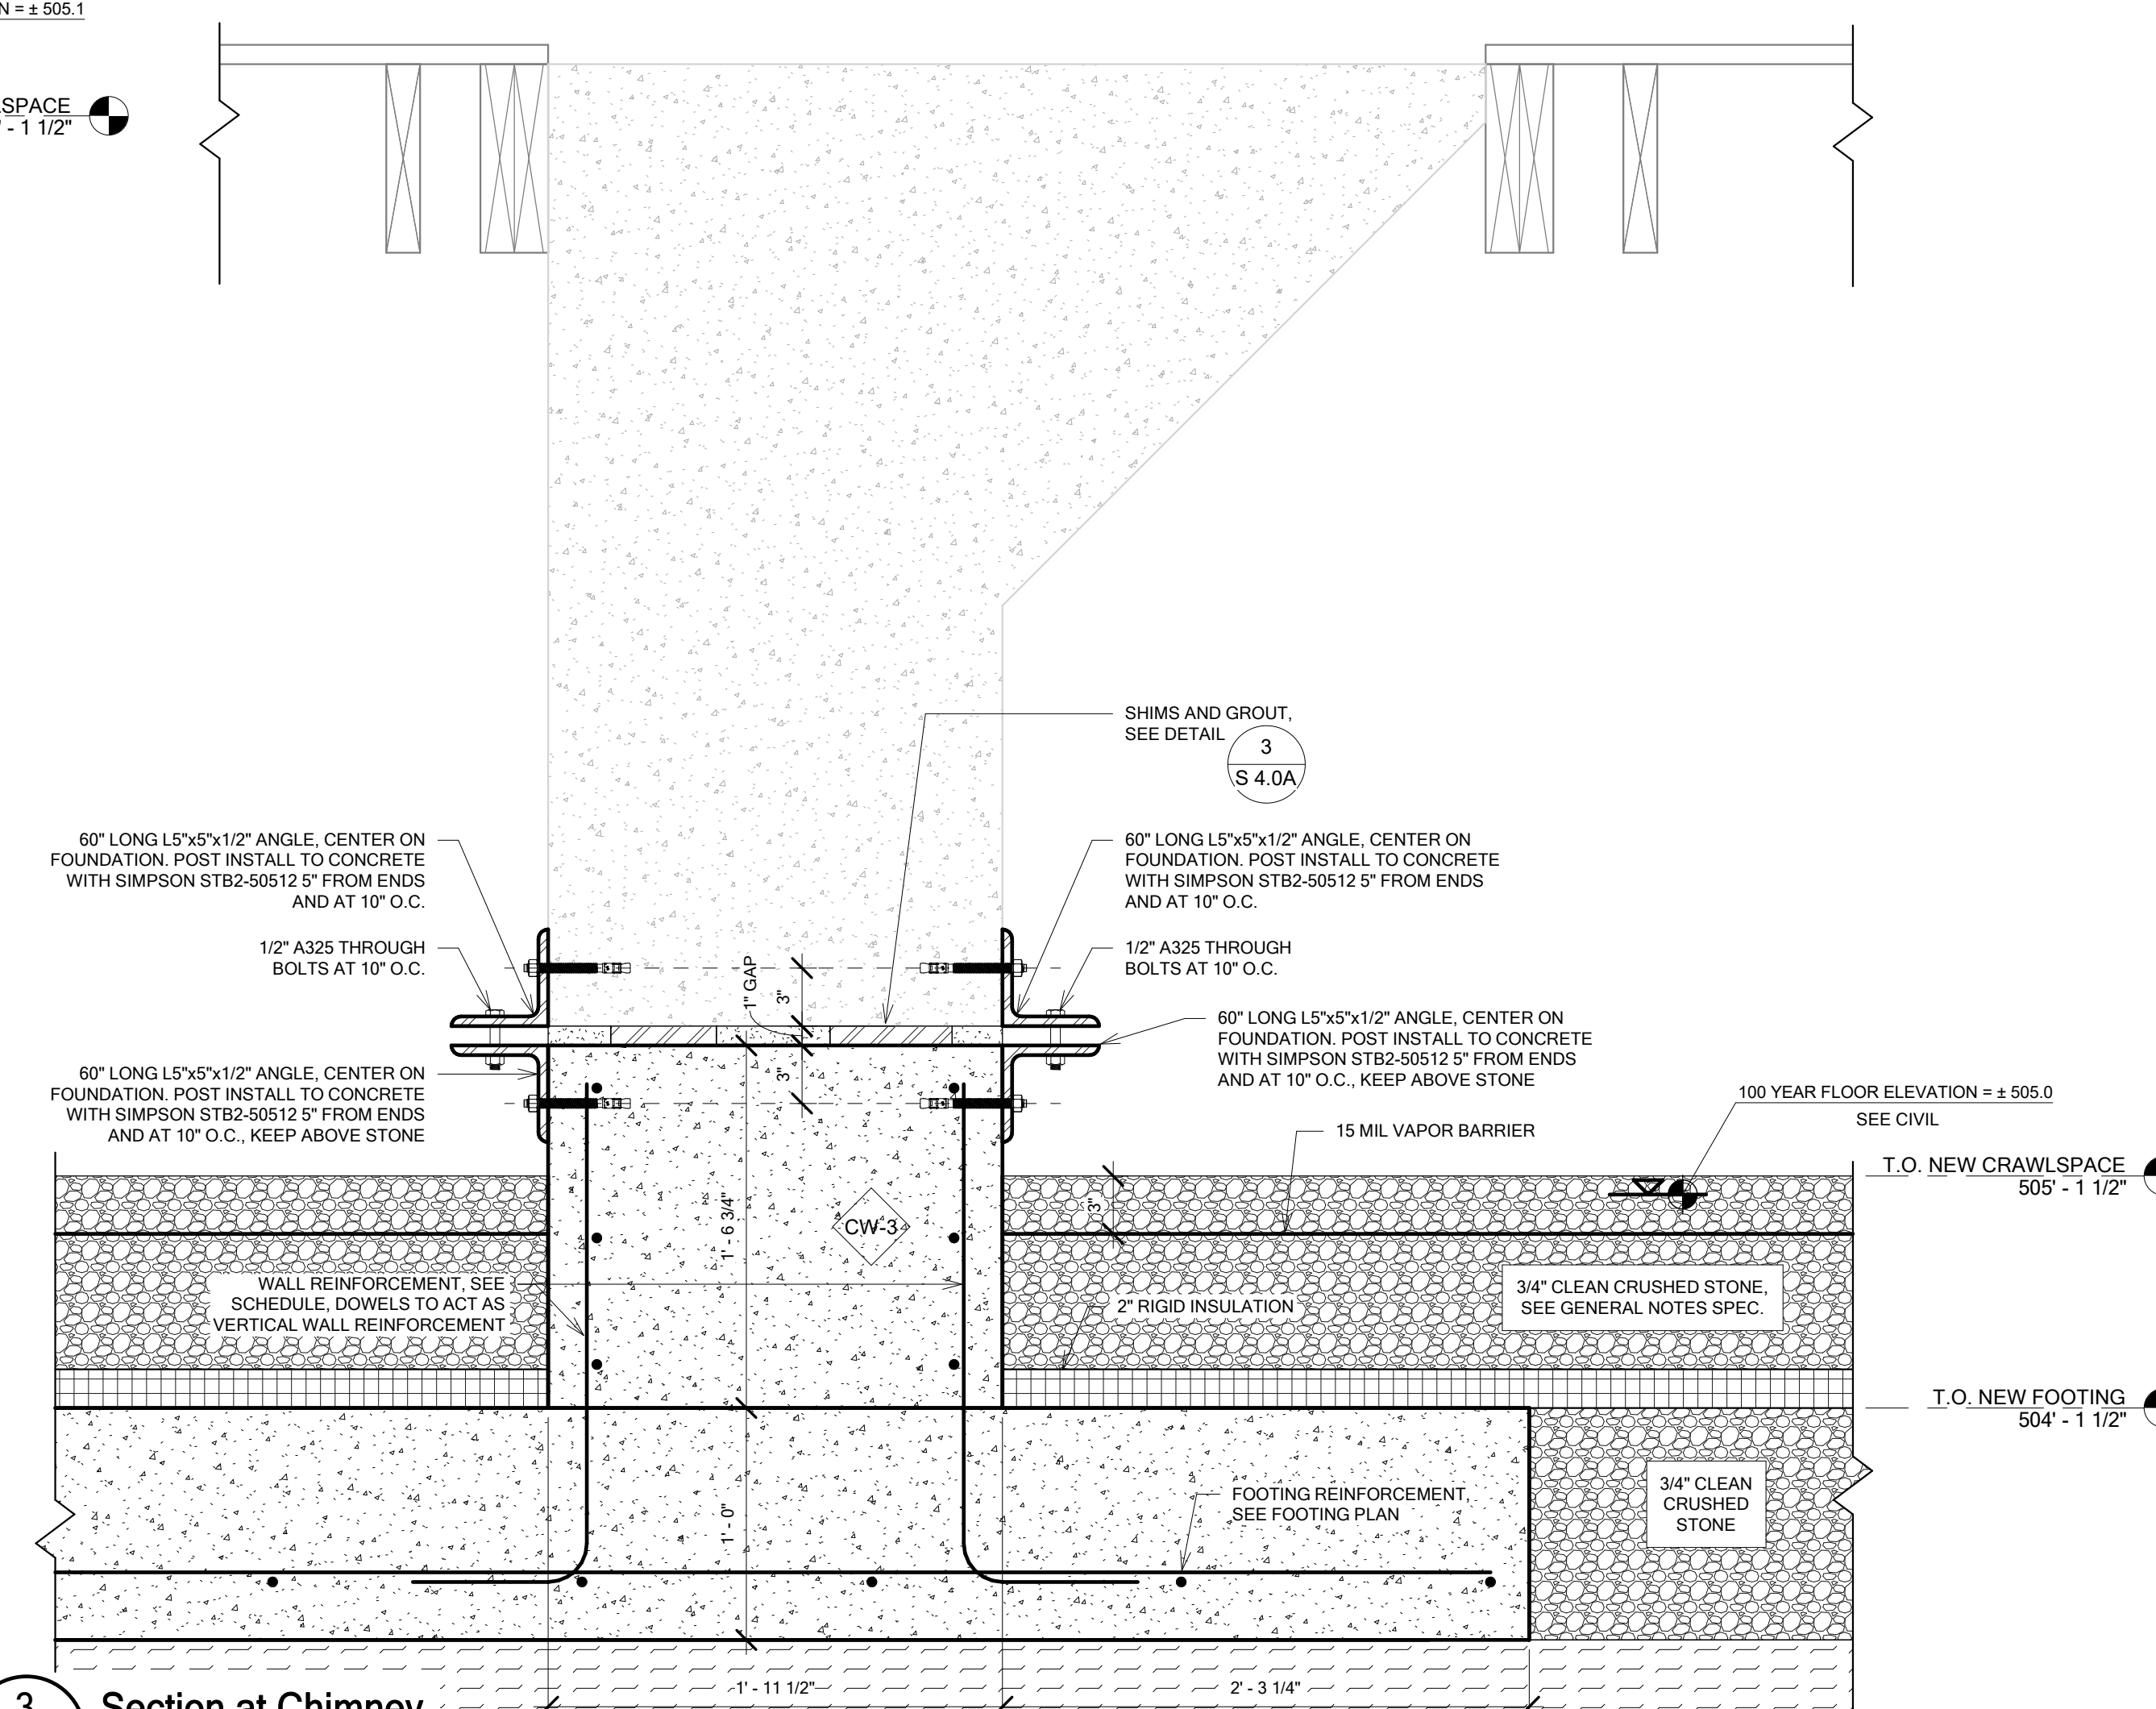 N = ± 505.1
LSPACE
' - 1 1/2"
SHIMS AND GROUT,
SEE DETAIL
3
S 4.0A
60" LONG L5"x5"x1/2" ANGLE, CENTER ON
FOUNDATION. POST INSTALL TO CONCRETE
WITH SIMPSON STB2-50512 5" FROM ENDS
AND AT 10" O.C.
60" LONG L5"x5"x1/2" ANGLE, CENTER ON
FOUNDATION. POST INSTALL TO CONCRETE
WITH SIMPSON STB2-50512 5" FROM ENDS
AND AT 10" O.C.
1/2" A325 THROUGH
BOLTS AT 10" O.C.
1/2" A325 THROUGH
BOLTS AT 10" O.C.
1" GAP
3"
3"
60" LONG L5"x5"x1/2" ANGLE, CENTER ON
FOUNDATION. POST INSTALL TO CONCRETE
WITH SIMPSON STB2-50512 5" FROM ENDS
AND AT 10" O.C., KEEP ABOVE STONE
60" LONG L5"x5"x1/2" ANGLE, CENTER ON
FOUNDATION. POST INSTALL TO CONCRETE
WITH SIMPSON STB2-50512 5" FROM ENDS
AND AT 10" O.C., KEEP ABOVE STONE
100 YEAR FLOOR ELEVATION = ± 505.0
SEE CIVIL
15 MIL VAPOR BARRIER
T.O. NEW CRAWLSPACE
505' - 1 1/2"
3"
1' - 6 3/4"
CW-3
WALL REINFORCEMENT, SEE
SCHEDULE, DOWELS TO ACT AS
VERTICAL WALL REINFORCEMENT
2" RIGID INSULATION
3/4" CLEAN CRUSHED STONE,
SEE GENERAL NOTES SPEC.
T.O. NEW FOOTING
504' - 1 1/2"
1' - 0"
FOOTING REINFORCEMENT,
SEE FOOTING PLAN
3/4" CLEAN
CRUSHED
STONE
1' - 11 1/2"
2' - 3 1/4"
3
Section at Chimney